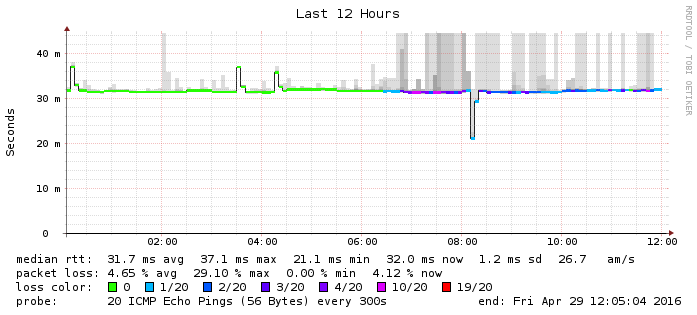 Last 12 Hours
RRDTOOL / TOBI OETIKER
Seconds
40 m
30 m
20 m
10 m
0
02:00 04:00 06:00 08:00 10:00 12:00
median rtt: 31.7 ms avg 37.1 ms max 21.1 ms min 32.0 ms now 1.2 ms sd 26.7 am/s
packet loss: 4.65 % avg 29.10 % max 0.00 % min 4.12 % now
loss color: 0 1/20 2/20 3/20 4/20 10/20 19/20
probe: 20 ICMP Echo Pings (56 Bytes) every 300s end: Fri Apr 29 12:05:04 2016